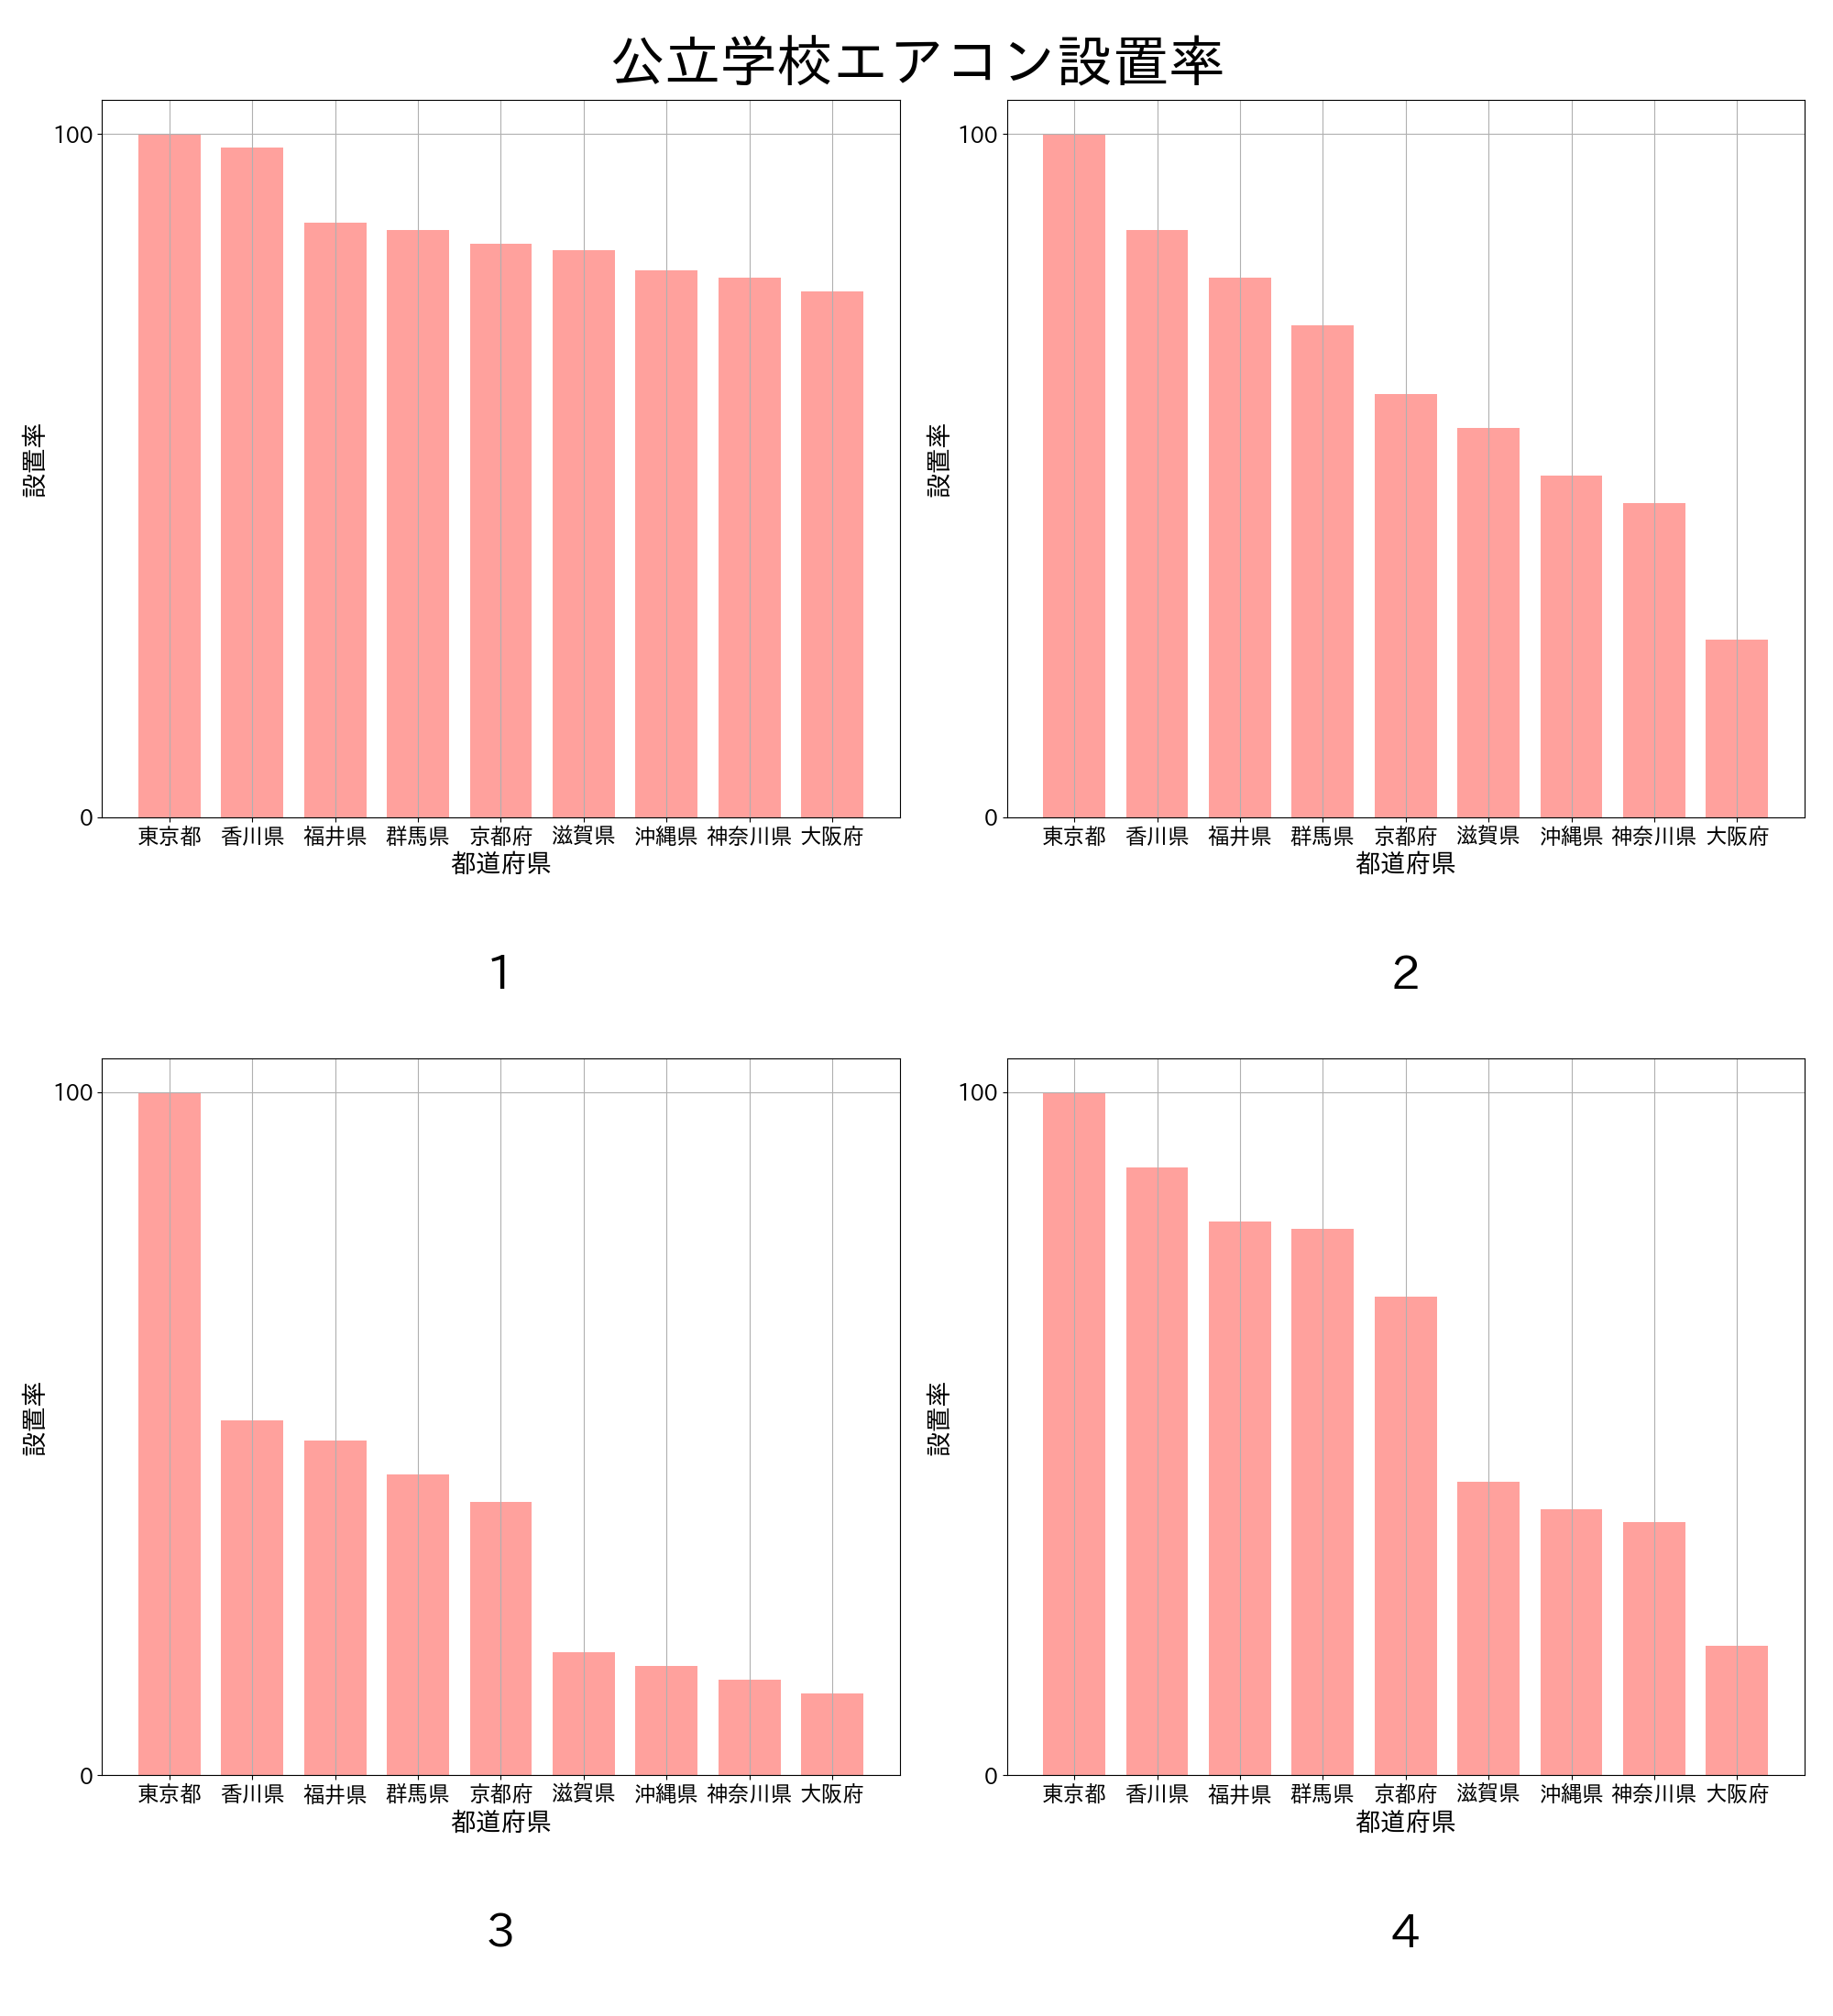 公立学校エアコン設置率
100
0
設置率
東京都 香川県 福井県 群馬県 京都府 滋賀県 沖縄県 神奈川県 大阪府
都道府県
1
100
0
設置率
東京都 香川県 福井県 群馬県 京都府 滋賀県 沖縄県 神奈川県 大阪府
都道府県
2
100
0
設置率
東京都 香川県 福井県 群馬県 京都府 滋賀県 沖縄県 神奈川県 大阪府
都道府県
3
100
0
設置率
東京都 香川県 福井県 群馬県 京都府 滋賀県 沖縄県 神奈川県 大阪府
都道府県
4